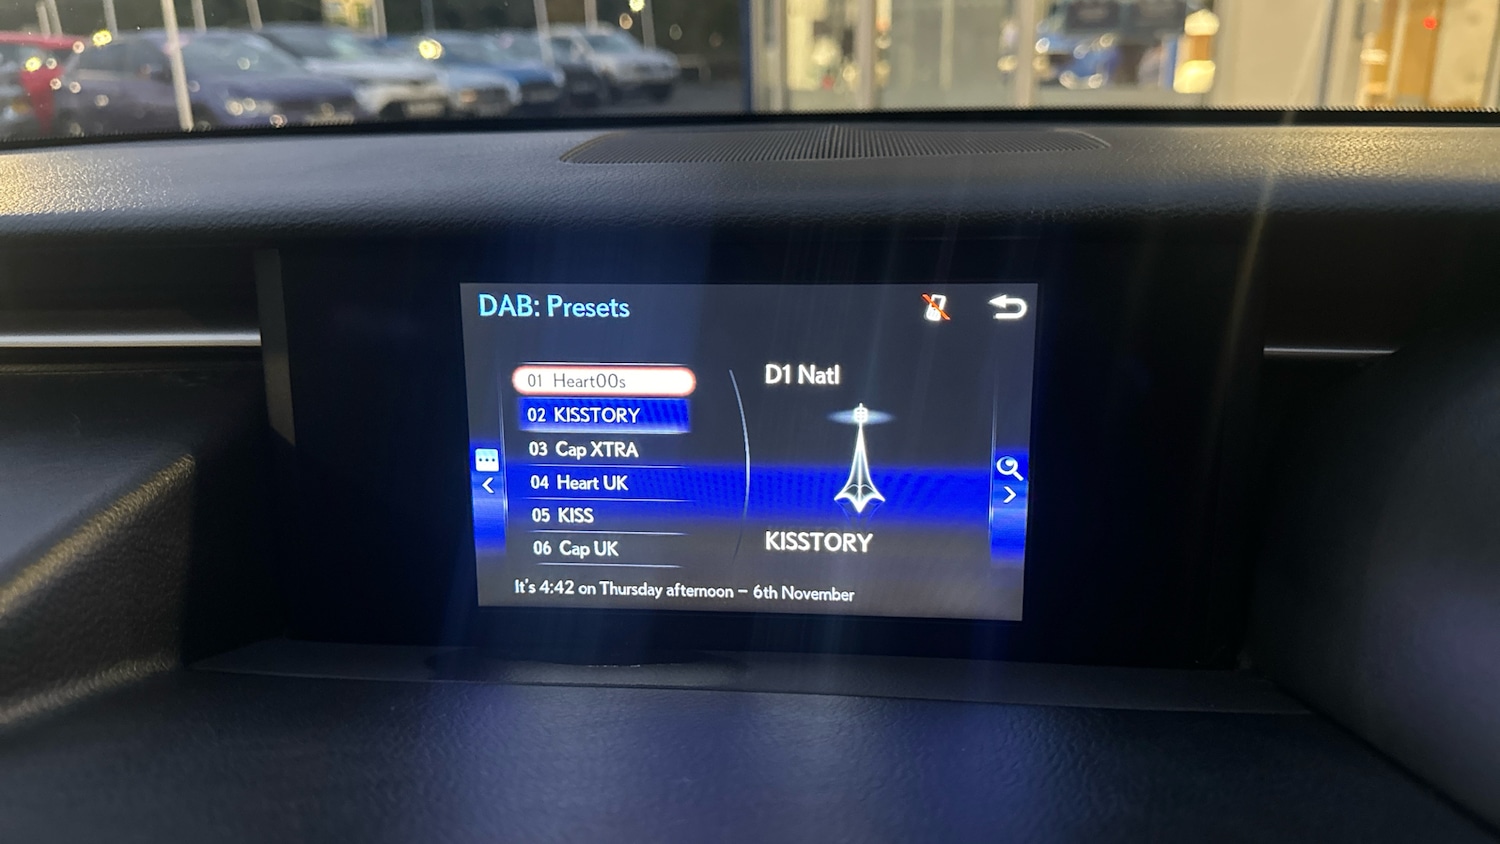 DAB: Presets
01 Heart00s
02 KISSTORY
03 Cap XTRA
04 Heart UK
05 KISS
06 Cap UK
D1 Natl
KISSTORY
It's 4:42 on Thursday afternoon – 6th November